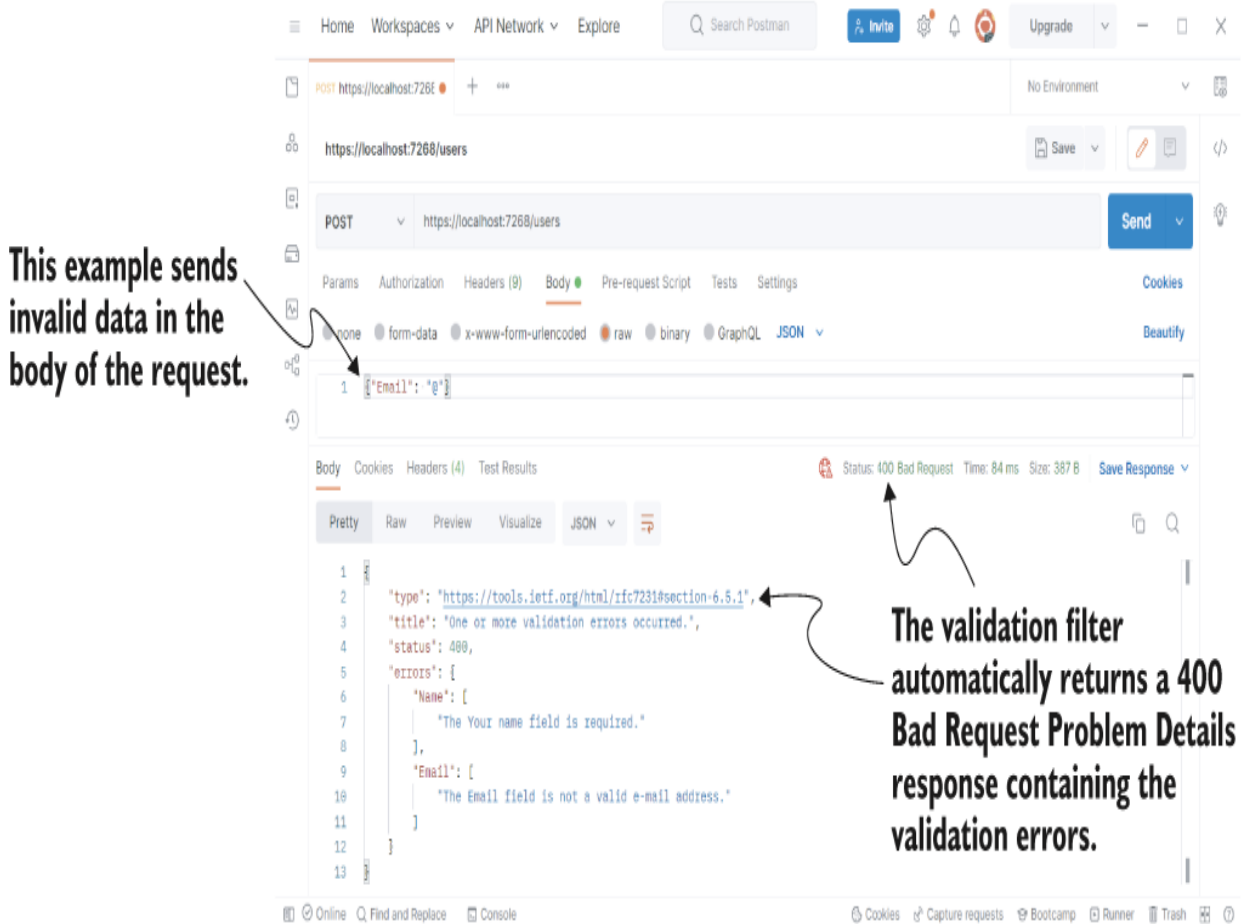 Home Workspaces API Network Explore Search Postman Invite Upgrade
POST https://localhost:7268 No Environment
https://localhost:7268/users Save
POST https://localhost:7268/users Send
Params Authorization Headers (9) Body Pre-request Script Tests Settings Cookies
none form-data x-www-form-urlencoded raw binary GraphQL JSON Beautify
1 {"Email": "@"}
This example sends
invalid data in the
body of the request.
Body Cookies Headers (4) Test Results Status: 400 Bad Request Time: 84 ms Size: 387 B Save Response
Pretty Raw Preview Visualize JSON
1 {
2 "type": "https://tools.ietf.org/html/rfc7231#section-6.5.1",
3 "title": "One or more validation errors occurred.",
4 "status": 400,
5 "errors": {
6 "Name": [
7 "The Your name field is required."
8 ],
9 "Email": [
10 "The Email field is not a valid e-mail address."
11 ]
12 }
13 }
The validation filter
automatically returns a 400
Bad Request Problem Details
response containing the
validation errors.
Online Find and Replace Console Cookies Capture requests Bootcamp Runner Trash